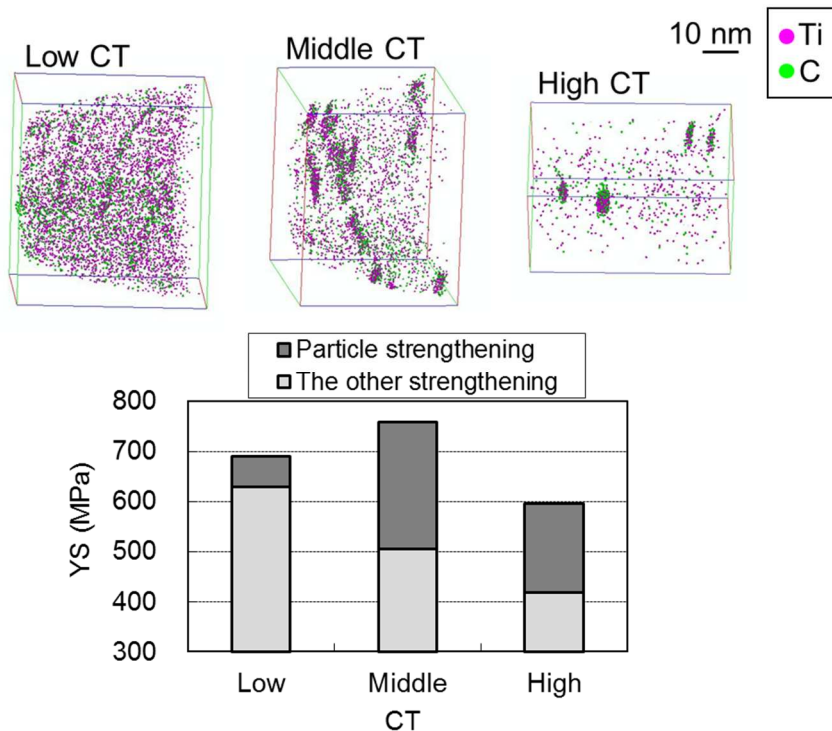 Low CT
Middle CT
High CT
10 nm
Ti
C
Particle strengthening
The other strengthening
800
700
600
500
400
300
YS (MPa)
Low
Middle
High
CT